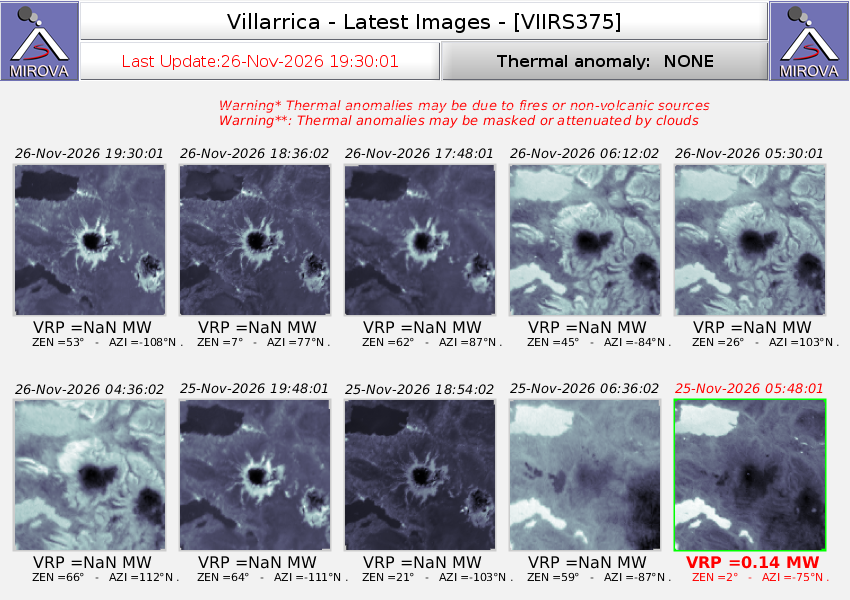 Villarrica - Latest Images - [VIIRS375]
MIROVA
Last Update:26-Nov-2026 19:30:01
Thermal anomaly: NONE
MIROVA
Warning* Thermal anomalies may be due to fires or non-volcanic sources
Warning**: Thermal anomalies may be masked or attenuated by clouds
26-Nov-2026 19:30:01
26-Nov-2026 18:36:02
26-Nov-2026 17:48:01
26-Nov-2026 06:12:02
26-Nov-2026 05:30:01
VRP =NaN MW
VRP =NaN MW
VRP =NaN MW
VRP =NaN MW
VRP =NaN MW
ZEN =53° - AZI =-108°N .
ZEN =7° - AZI =77°N .
ZEN =62° - AZI =87°N .
ZEN =45° - AZI =-84°N .
ZEN =26° - AZI =103°N .
26-Nov-2026 04:36:02
25-Nov-2026 19:48:01
25-Nov-2026 18:54:02
25-Nov-2026 06:36:02
25-Nov-2026 05:48:01
VRP =NaN MW
VRP =NaN MW
VRP =NaN MW
VRP =NaN MW
VRP =0.14 MW
ZEN =66° - AZI =112°N .
ZEN =64° - AZI =-111°N .
ZEN =21° - AZI =-103°N .
ZEN =59° - AZI =-87°N .
ZEN =2° - AZI =-75°N .